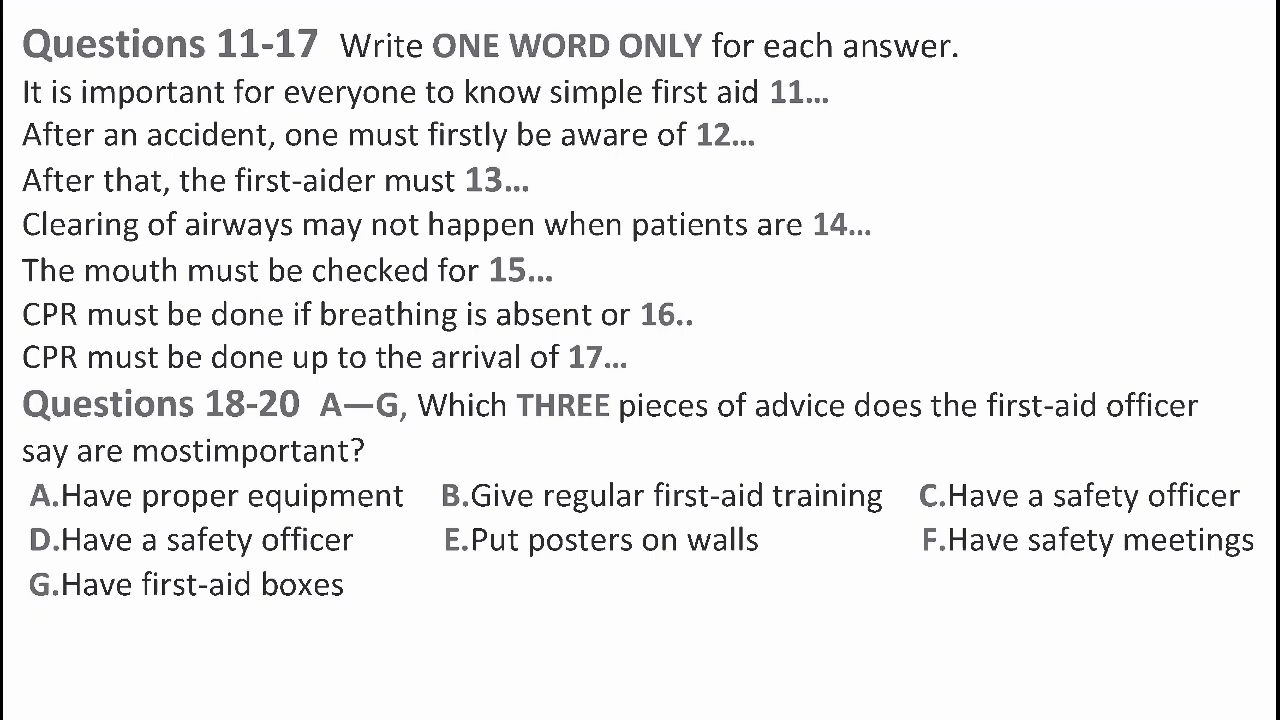 Questions 11-17 Write ONE WORD ONLY for each answer.
It is important for everyone to know simple first aid 11...
After an accident, one must firstly be aware of 12...
After that, the first-aider must 13...
Clearing of airways may not happen when patients are 14...
The mouth must be checked for 15...
CPR must be done if breathing is absent or 16..
CPR must be done up to the arrival of 17...
Questions 18-20 A—G, Which THREE pieces of advice does the first-aid officer
say are mostimportant?
A.Have proper equipment B.Give regular first-aid training C.Have a safety officer
D.Have a safety officer E.Put posters on walls F.Have safety meetings
G.Have first-aid boxes